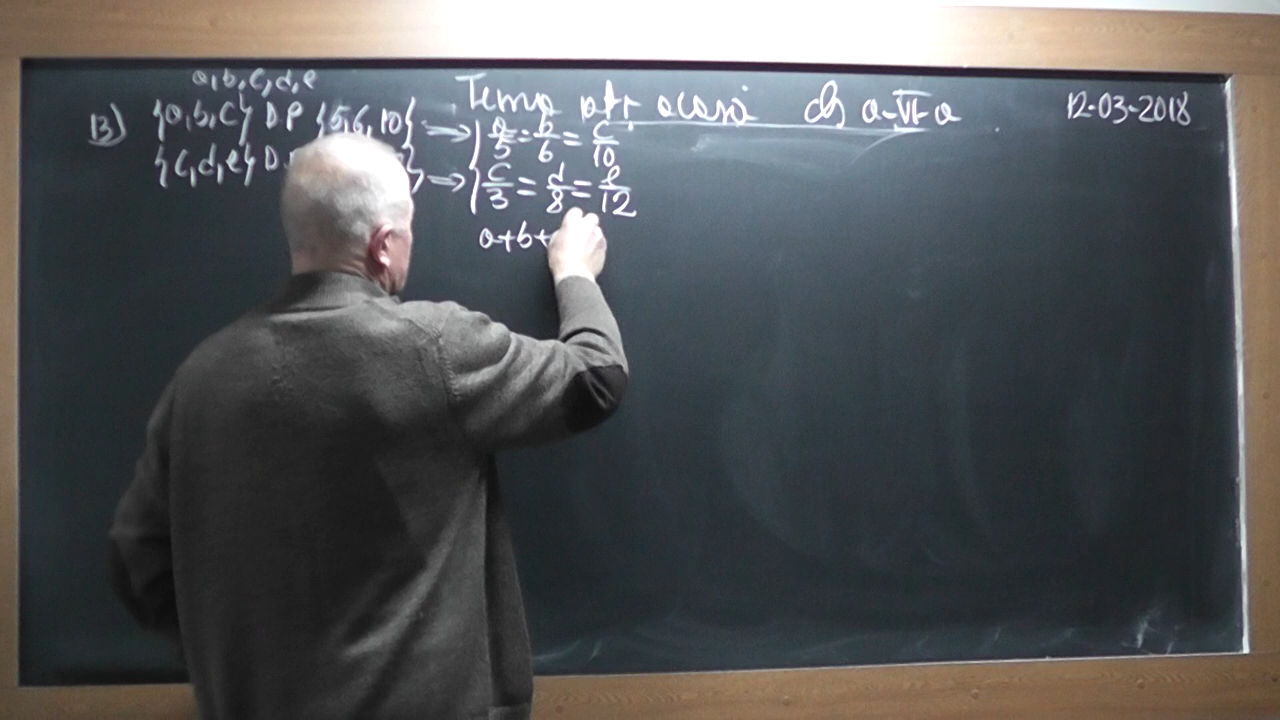 a,b,c,d,e
Tema ptr acasă cls a-VI-a 12-03-2018
13) {a,b,c} DP {5,6,10} => { a/5 = b/6 = c/10
{c,d,e} D } => { c/3 = d/8 = e/12
a+b+